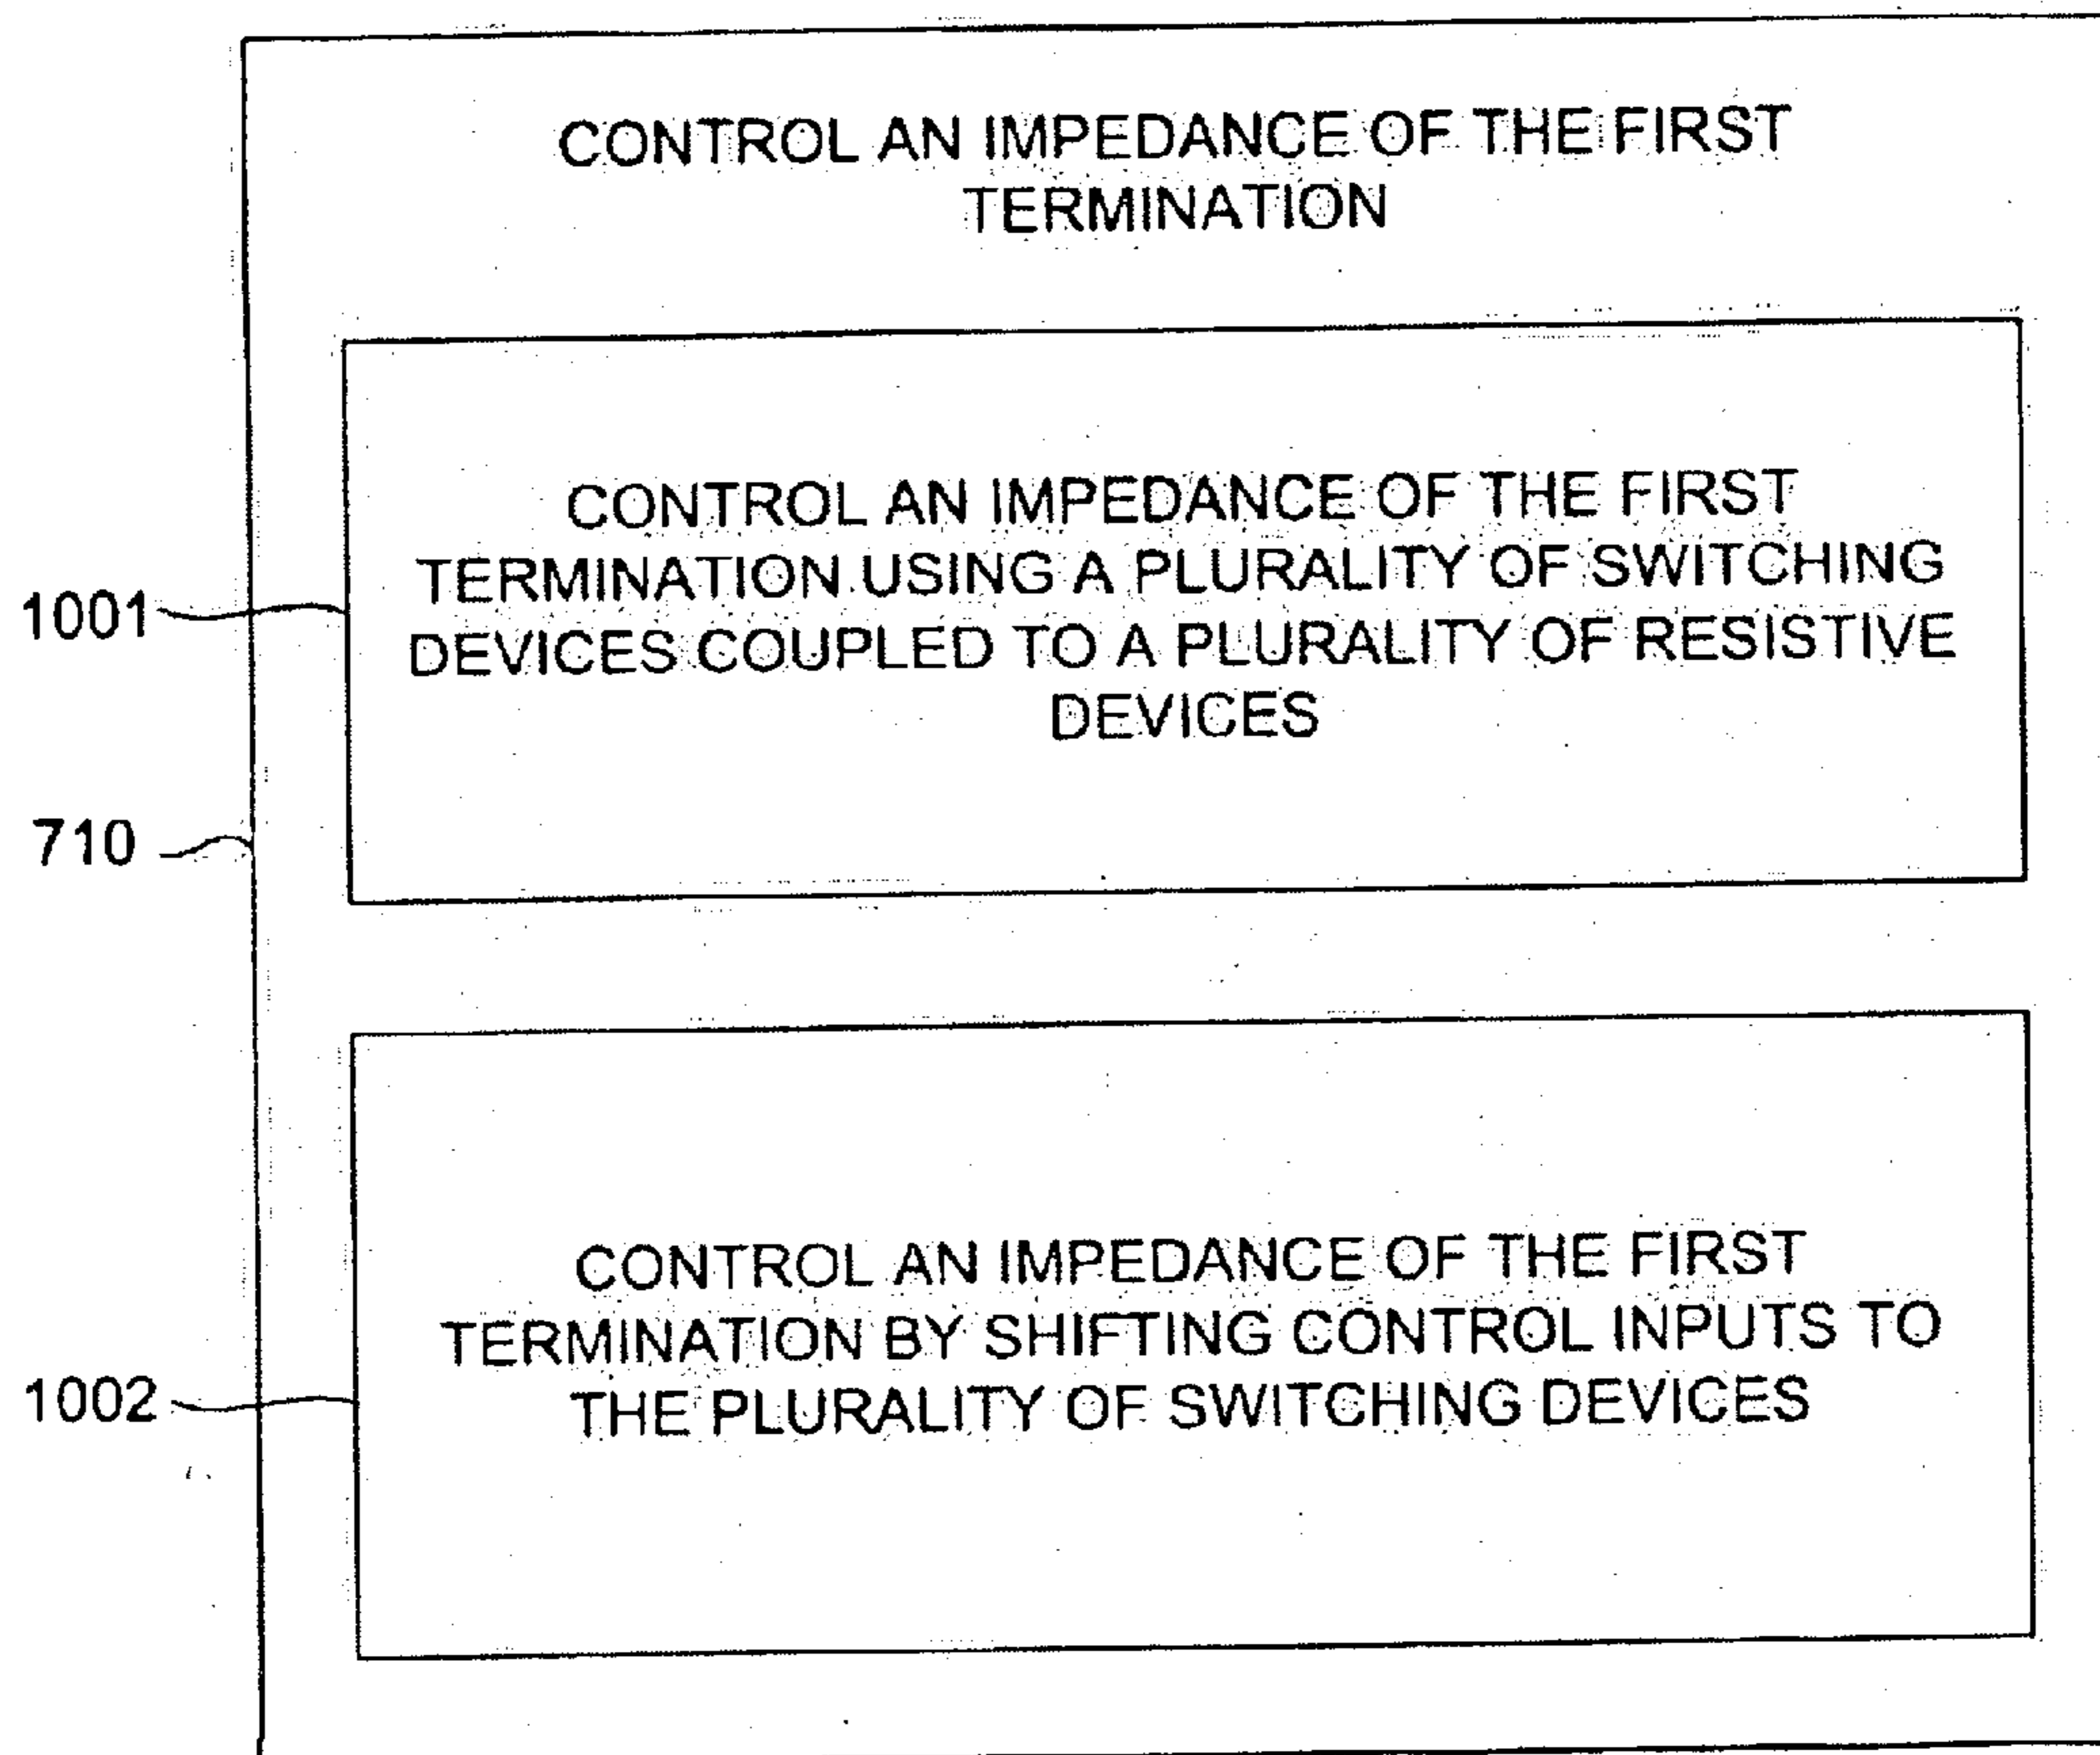 CONTROL AN IMPEDANCE OF THE FIRST
TERMINATION
CONTROL AN IMPEDANCE OF THE FIRST
TERMINATION USING A PLURALITY OF SWITCHING
DEVICES COUPLED TO A PLURALITY OF RESISTIVE
DEVICES
1001
710
CONTROL AN IMPEDANCE OF THE FIRST
TERMINATION BY SHIFTING CONTROL INPUTS TO
THE PLURALITY OF SWITCHING DEVICES
1002